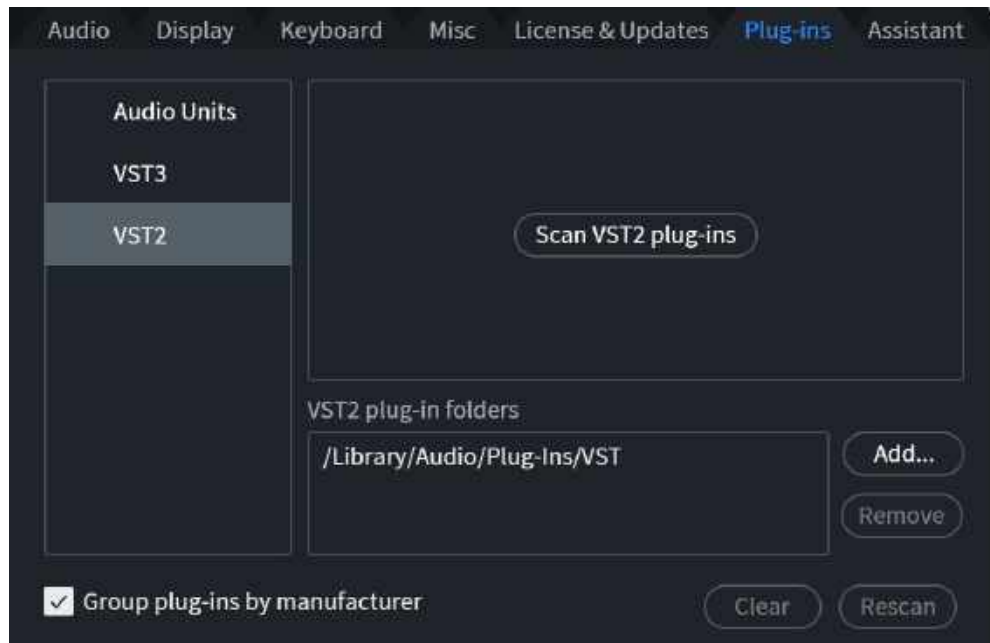 Audio Display Keyboard Misc License & Updates Plug-ins Assistant
Audio Units
VST3
VST2
Scan VST2 plug-ins
VST2 plug-in folders
/Library/Audio/Plug-Ins/VST
Add...
Remove
Group plug-ins by manufacturer
Clear
Rescan